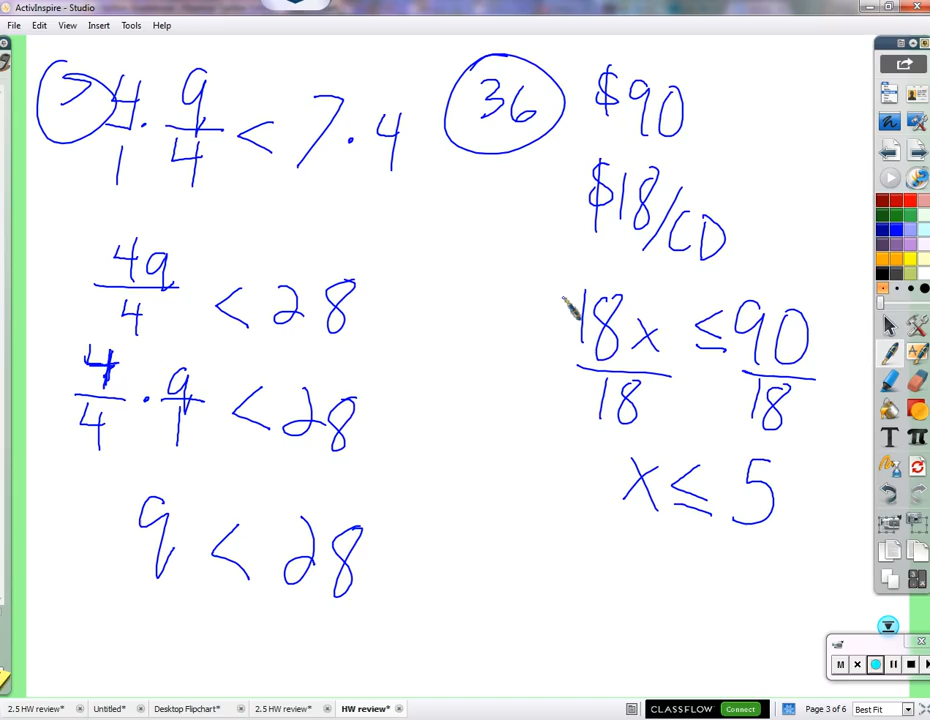 ActivInspire - Studio
File Edit View Insert Tools Help
7
4/1 · q/4 < 7 · 4
4q/4 < 28
4/4 · q/1 < 28
q < 28
36
$90
$18/CD
18x/18 ≤ 90/18
x ≤ 5
M
2.5 HW review* Untitled* Desktop Flipchart* 2.5 HW review* HW review* CLASSFLOW Connect Page 3 of 6 Best Fit